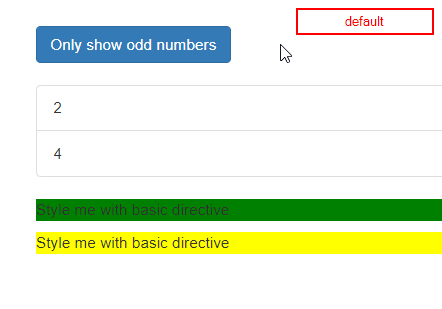 default
Only show odd numbers
2
4
Style me with basic directive
Style me with basic directive